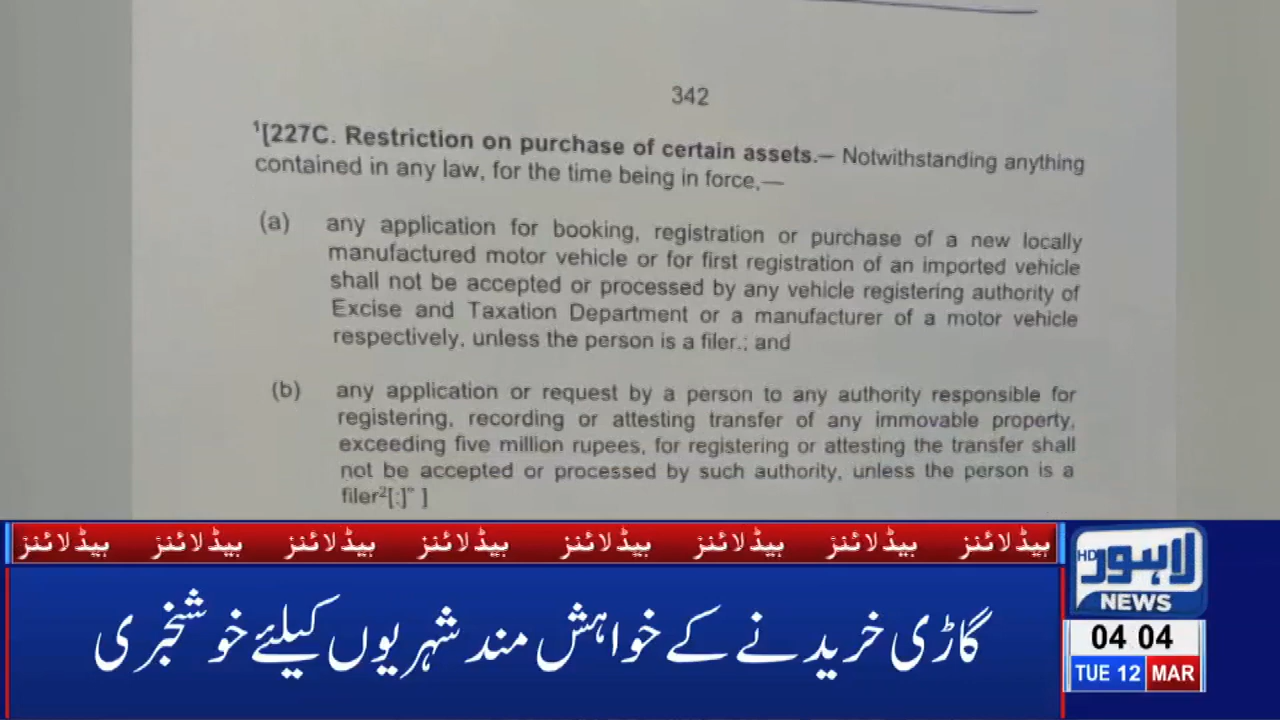 342
¹[227C. Restriction on purchase of certain assets.– Notwithstanding anything
contained in any law, for the time being in force,—
(a) any application for booking, registration or purchase of a new locally
manufactured motor vehicle or for first registration of an imported vehicle
shall not be accepted or processed by any vehicle registering authority of
Excise and Taxation Department or a manufacturer of a motor vehicle
respectively, unless the person is a filer.; and
(b) any application or request by a person to any authority responsible for
registering, recording or attesting transfer of any immovable property,
exceeding five million rupees, for registering or attesting the transfer shall
not be accepted or processed by such authority, unless the person is a
filer²[:]” ]
ہیڈلائنز ہیڈلائنز ہیڈلائنز ہیڈلائنز ہیڈلائنز ہیڈلائنز ہیڈلائنز ہیڈلائنز
گاڑی خریدنے کے خواہش مند شہریوں کیلئے خوشخبری
HD لاہور
NEWS
04 04
TUE 12 MAR